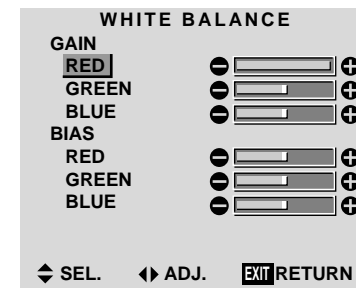 WHITE BALANCE
GAIN
RED
GREEN
BLUE
BIAS
RED
GREEN
BLUE
SEL. ADJ. EXIT RETURN